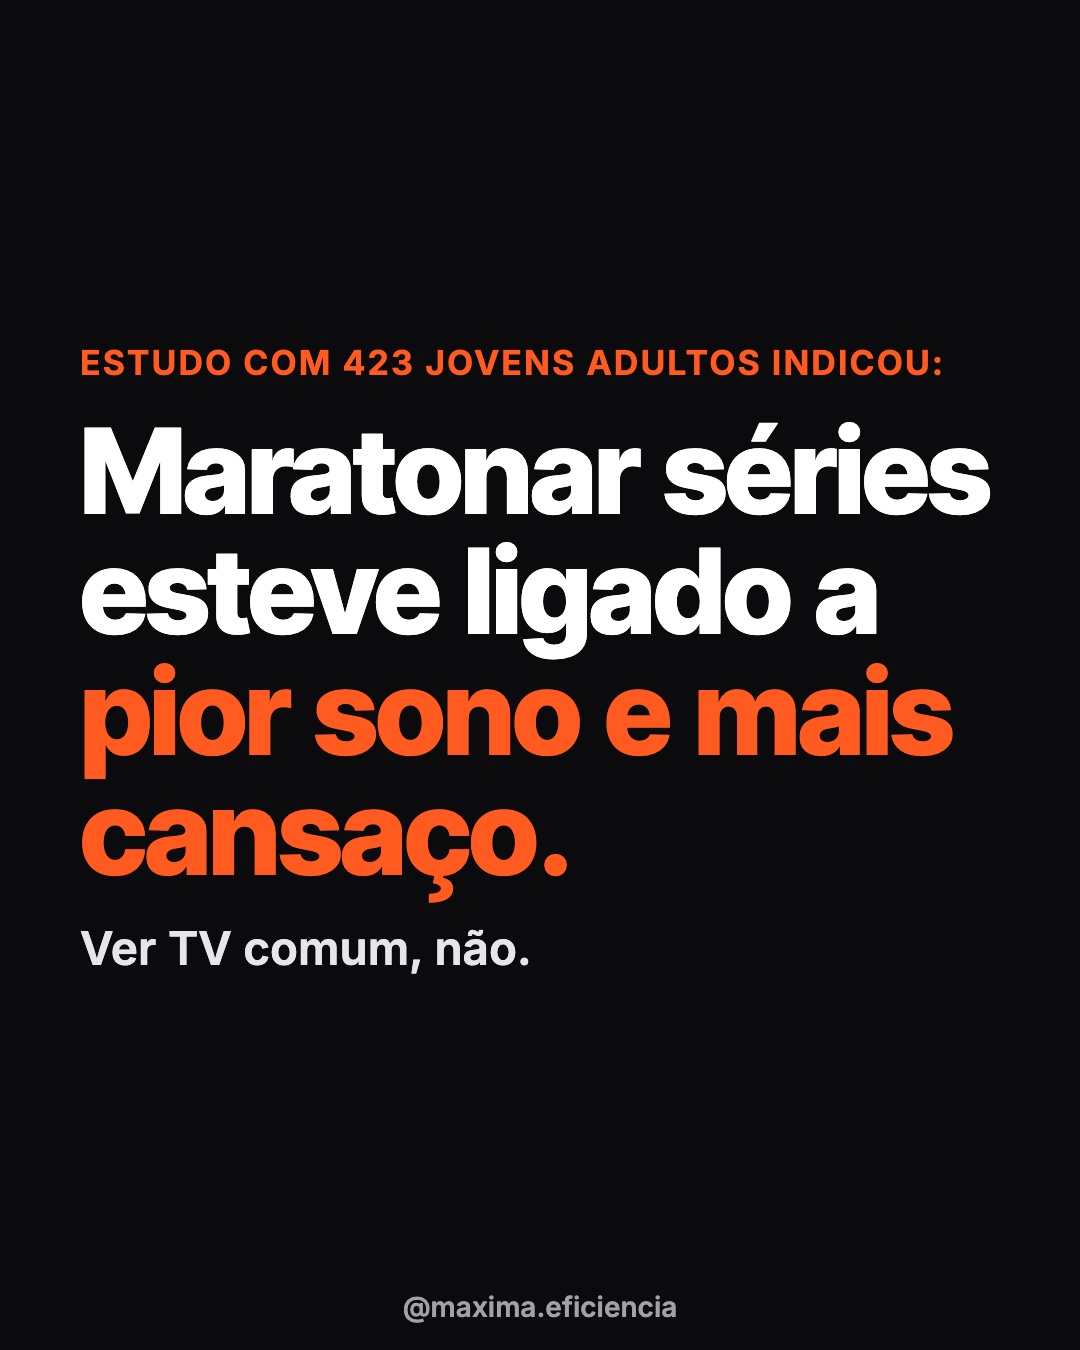 ESTUDO COM 423 JOVENS ADULTOS INDICOU:
Maratonar séries
esteve ligado a
pior sono e mais
cansaço.
Ver TV comum, não.
@maxima.eficiencia